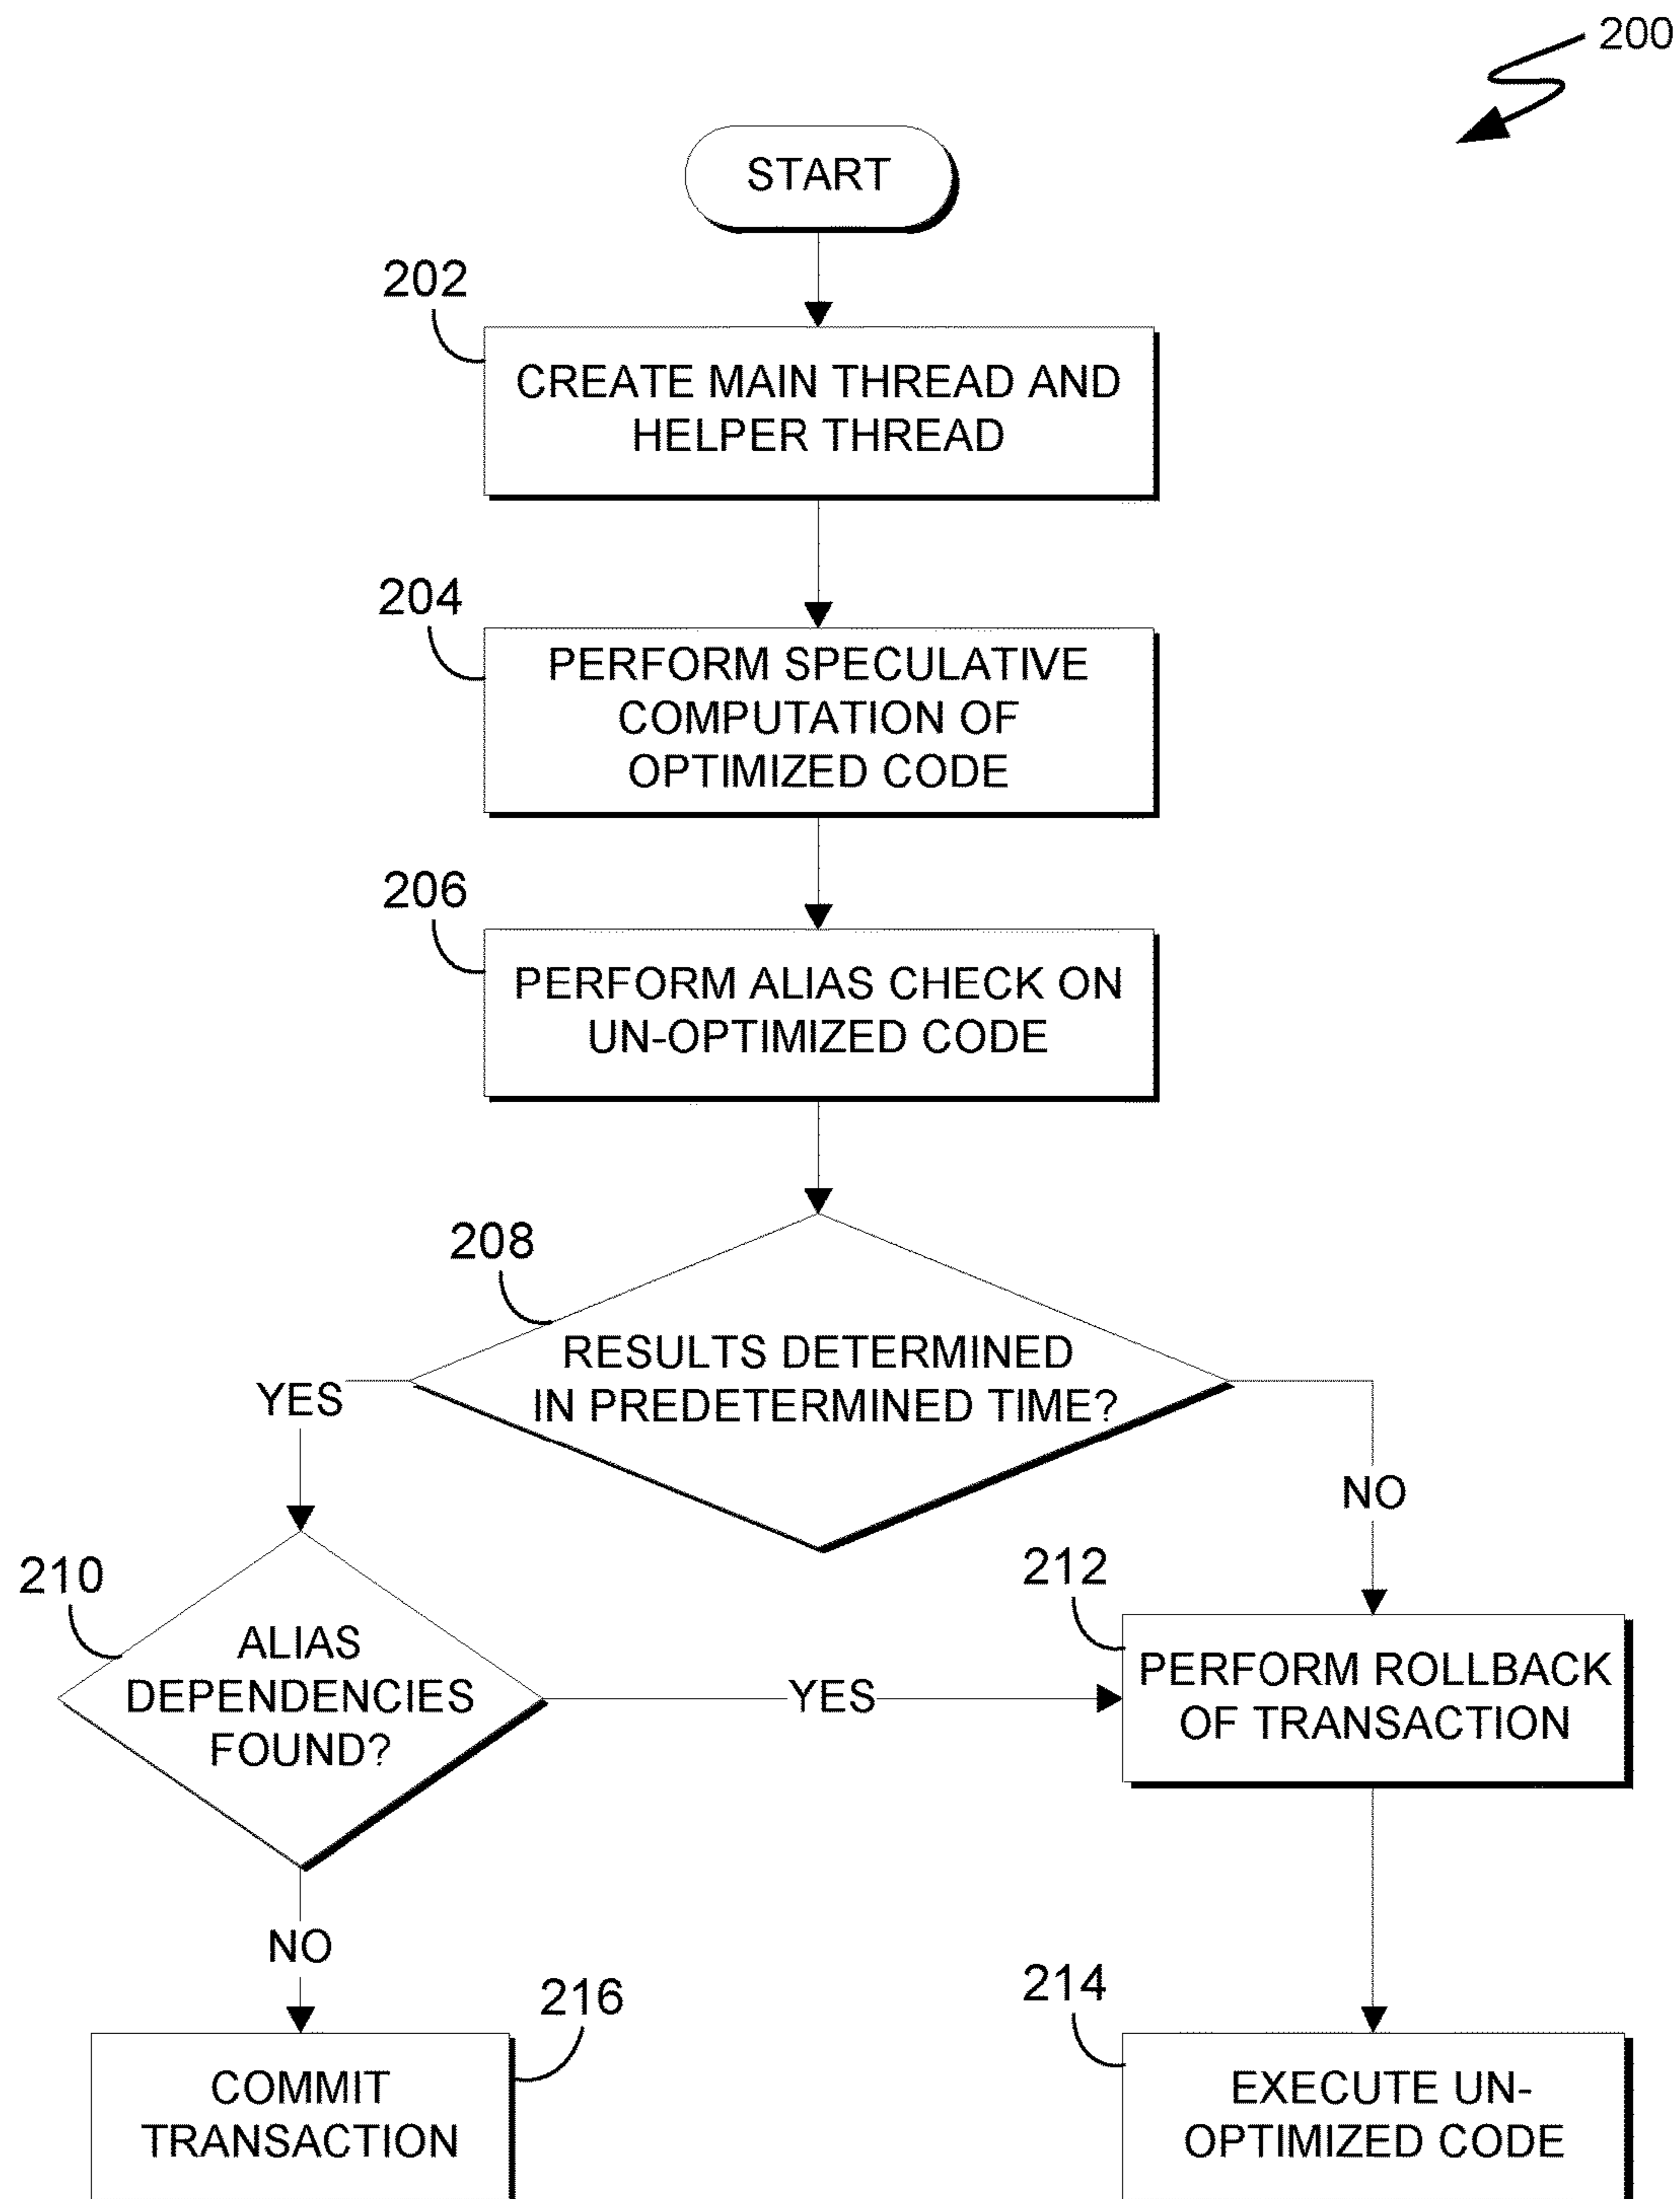 200
START
202
CREATE MAIN THREAD AND
HELPER THREAD
204
PERFORM SPECULATIVE
COMPUTATION OF
OPTIMIZED CODE
206
PERFORM ALIAS CHECK ON
UN-OPTIMIZED CODE
208
RESULTS DETERMINED
IN PREDETERMINED TIME?
YES
NO
210
ALIAS
DEPENDENCIES
FOUND?
YES
212
PERFORM ROLLBACK
OF TRANSACTION
NO
216
COMMIT
TRANSACTION
214
EXECUTE UN-
OPTIMIZED CODE